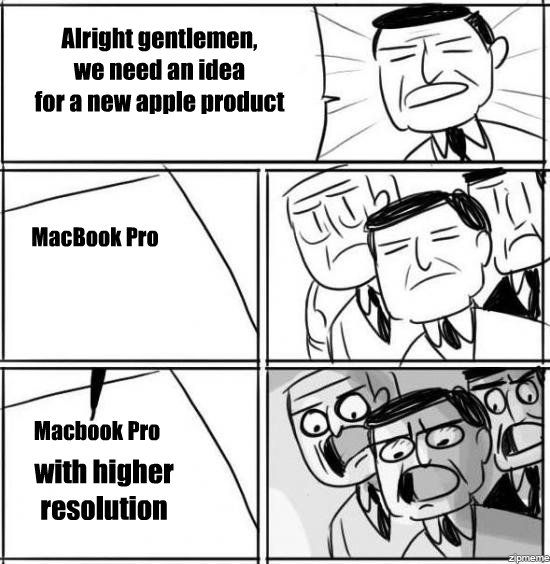 Alright gentlemen,
we need an idea
for a new apple product
MacBook Pro
Macbook Pro
with higher
resolution
zipmeme